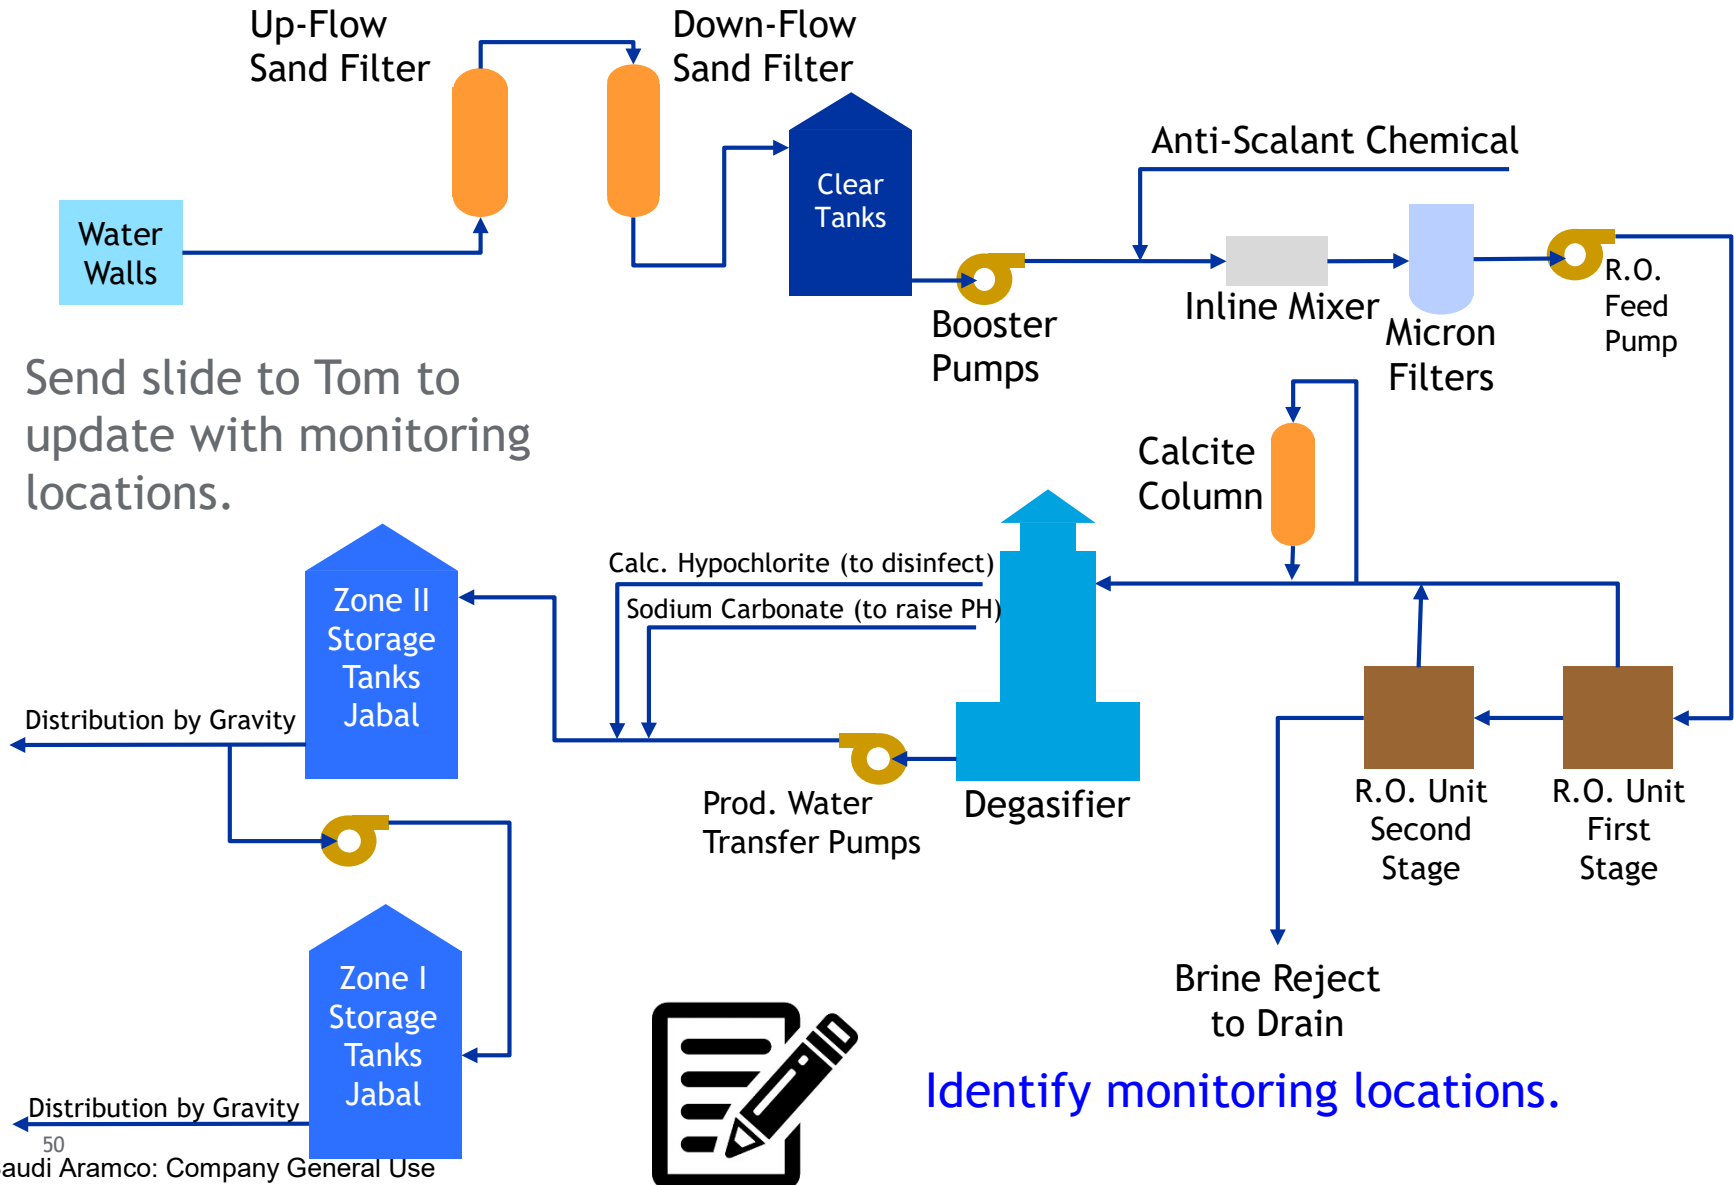 Up-Flow
Sand Filter
Down-Flow
Sand Filter
Anti-Scalant Chemical
Clear
Tanks
Water
Walls
Booster
Pumps
Inline Mixer
Micron
Filters
R.O.
Feed
Pump
Send slide to Tom to
update with monitoring
locations.
Calcite
Column
Calc. Hypochlorite (to disinfect)
Sodium Carbonate (to raise PH)
Zone II
Storage
Tanks
Jabal
Distribution by Gravity
Prod. Water
Transfer Pumps
Degasifier
R.O. Unit
Second
Stage
R.O. Unit
First
Stage
Brine Reject
to Drain
Zone I
Storage
Tanks
Jabal
Distribution by Gravity
Identify monitoring locations.
50
audi Aramco: Company General Use